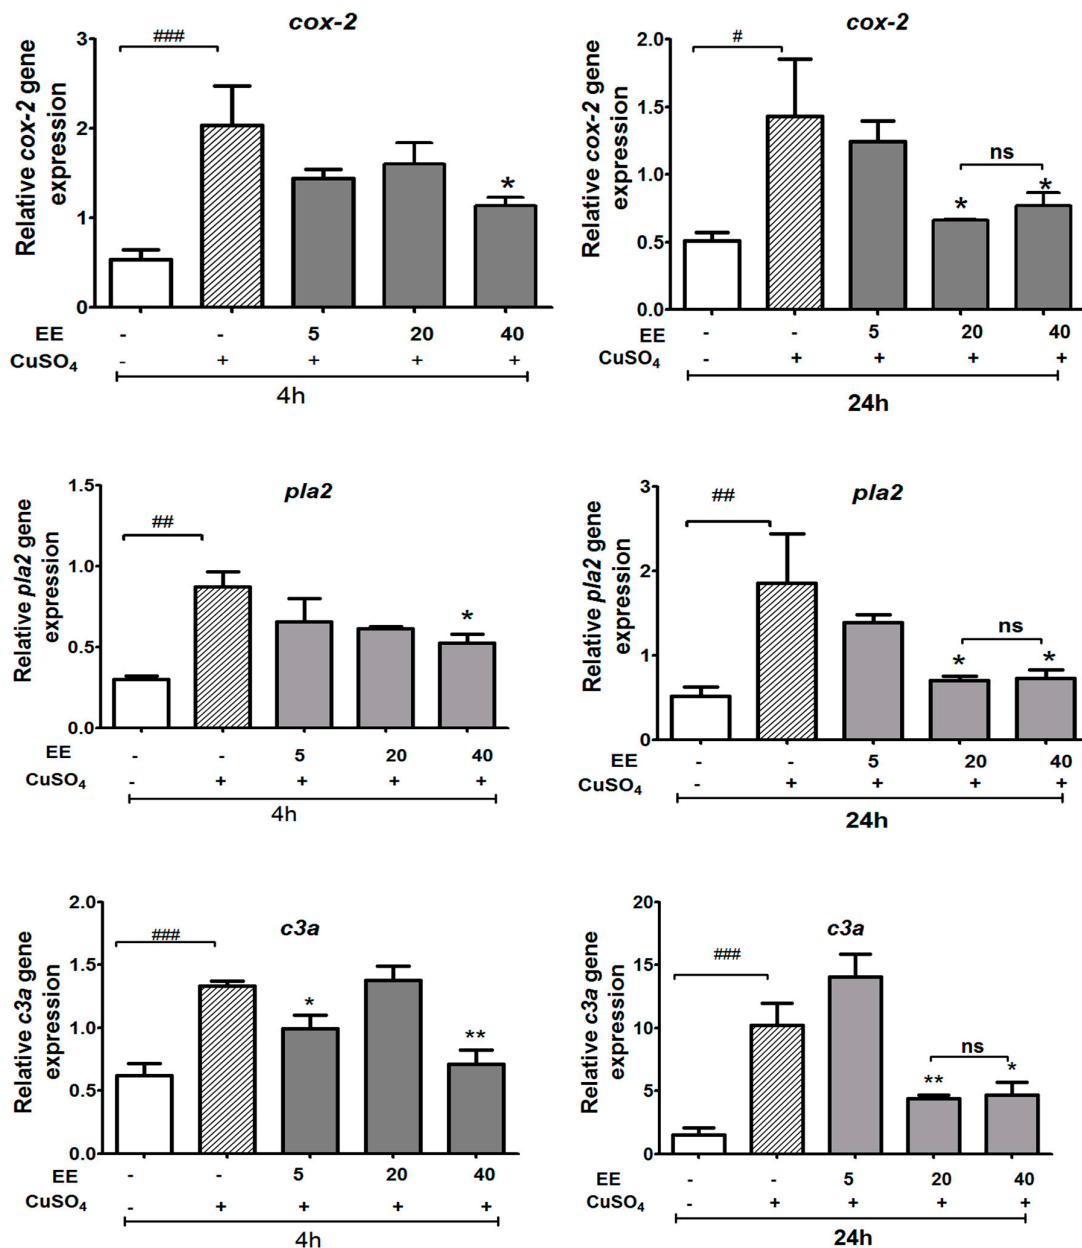 cox-2
###
3
2
1
0
Relative cox-2 gene
expression
*
EE - - 5 20 40
CuSO₄ - + + + +
4h
cox-2
#
2.0
1.5
1.0
0.5
0.0
Relative cox-2 gene
expression
ns
* *
EE - - 5 20 40
CuSO₄ - + + + +
24h
pla2
##
1.5
1.0
0.5
0.0
Relative pla2 gene
expression
*
EE - - 5 20 40
CuSO₄ - + + + +
4h
pla2
##
3
2
1
0
Relative pla2 gene
expression
ns
* *
EE - - 5 20 40
CuSO₄ - + + + +
24h
c3a
###
2.0
1.5
1.0
0.5
0.0
Relative c3a gene
expression
* **
EE - - 5 20 40
CuSO₄ - + + + +
4h
c3a
###
20
15
10
5
0
Relative c3a gene
expression
ns
** *
EE - - 5 20 40
CuSO₄ - + + + +
24h